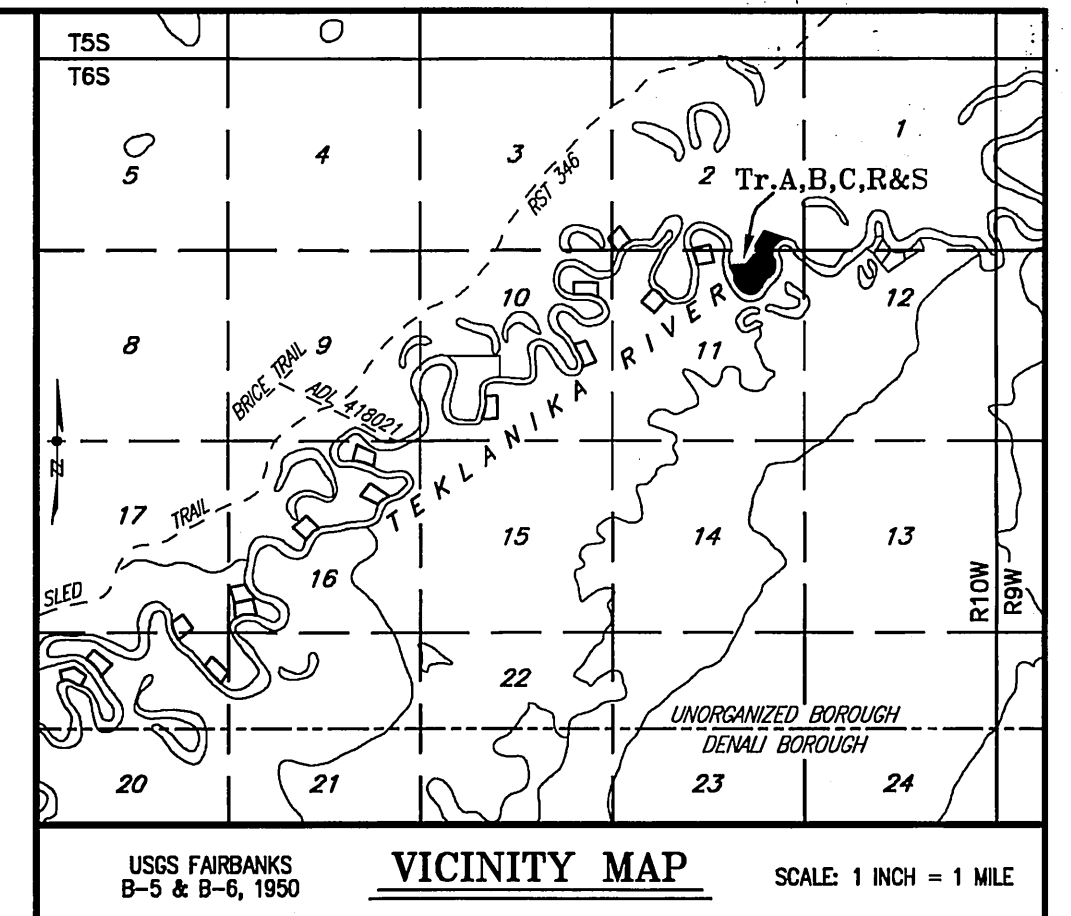 T5S
T6S
5
4
3
2
1
Tr.A,B,C,R&S
RST 346
8
BRICE TRAIL
9
ADL 418021
10
11
12
TEKLANIKA RIVER
N
17
TRAIL
SLED
16
15
14
13
R10W
R9W
22
UNORGANIZED BOROUGH
DENALI BOROUGH
20
21
23
24
USGS FAIRBANKS
B-5 & B-6, 1950
VICINITY MAP
SCALE: 1 INCH = 1 MILE